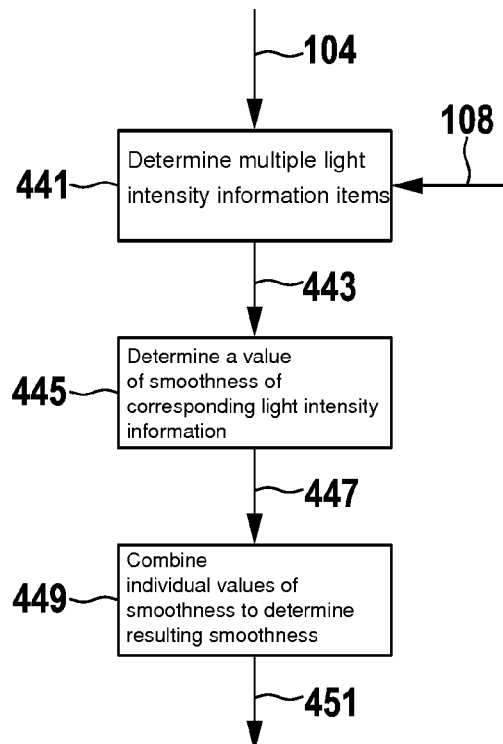 104
108
441
Determine multiple light
intensity information items
443
445
Determine a value
of smoothness of
corresponding light intensity
information
447
449
Combine
individual values of
smoothness to determine
resulting smoothness
451